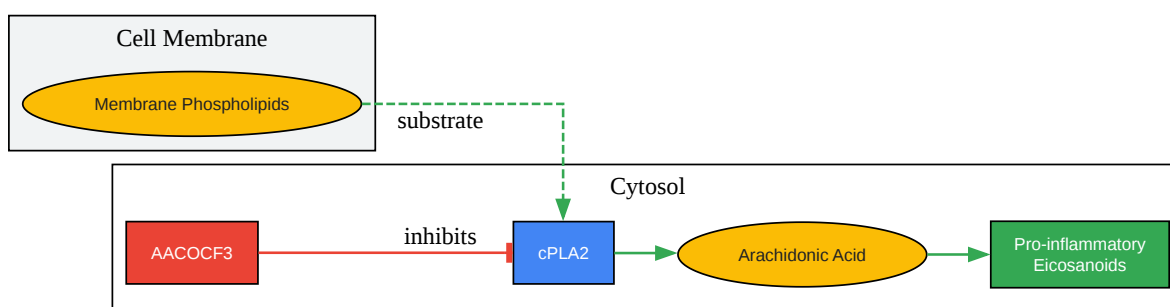 Cell Membrane
Membrane Phospholipids
substrate
Cytosol
AACOCF3
inhibits
cPLA2
Arachidonic Acid
Pro-inflammatory
Eicosanoids